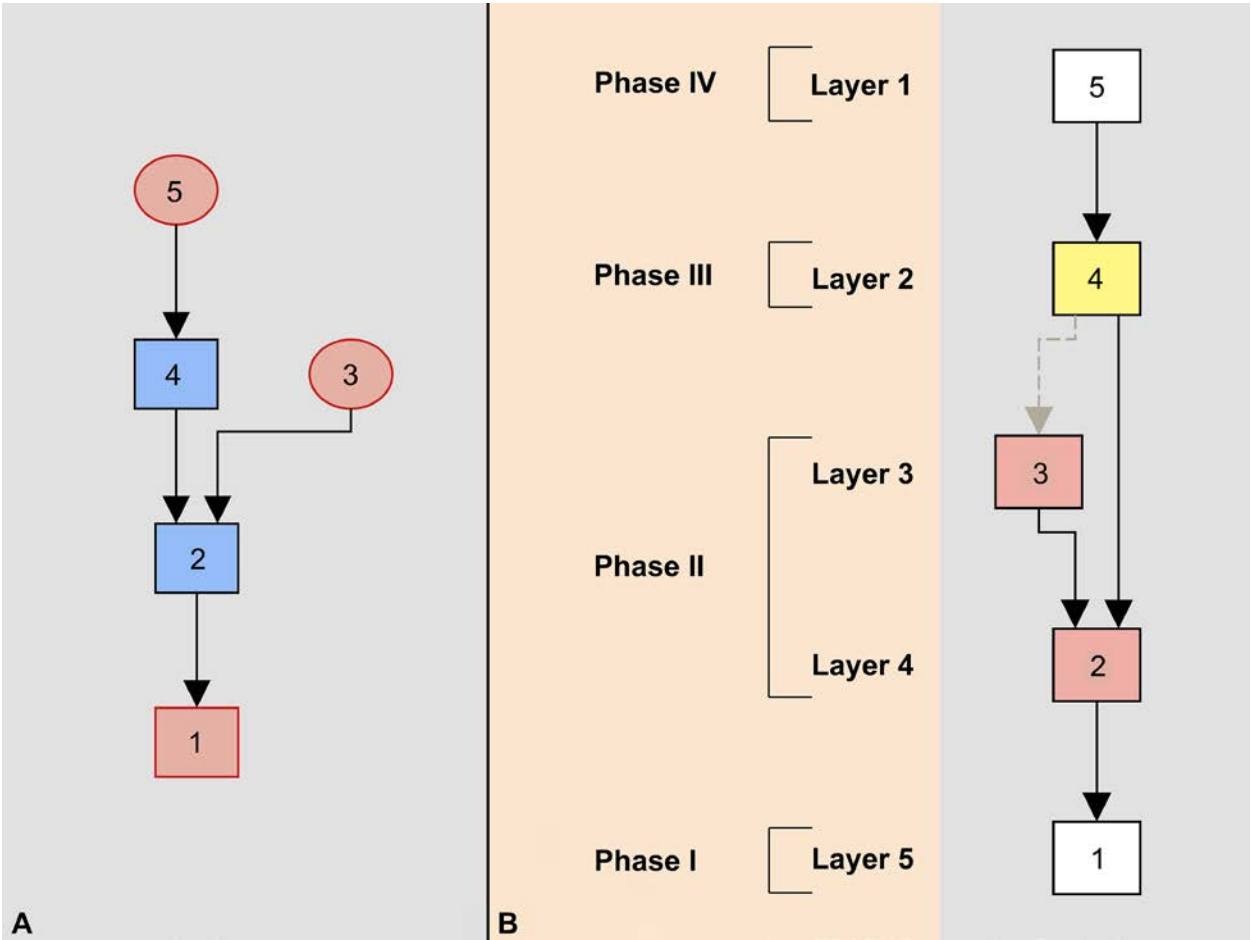 5
4
3
2
1
A
Phase IV
Layer 1
5
Phase III
Layer 2
4
Layer 3
3
Phase II
Layer 4
2
Phase I
Layer 5
1
B